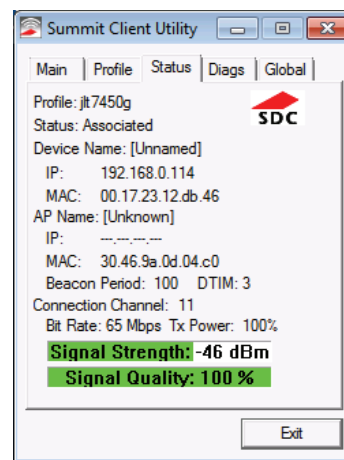 Summit Client Utility
Main Profile Status Diags Global
Profile: jlt7450g
Status: Associated
SDC
Device Name: [Unnamed]
IP: 192.168.0.114
MAC: 00.17.23.12.db.46
AP Name: [Unknown]
IP: ---.---.---
MAC: 30.46.9a.0d.04.c0
Beacon Period: 100 DTIM: 3
Connection Channel: 11
Bit Rate: 65 Mbps Tx Power: 100%
Signal Strength: -46 dBm
Signal Quality: 100 %
Exit